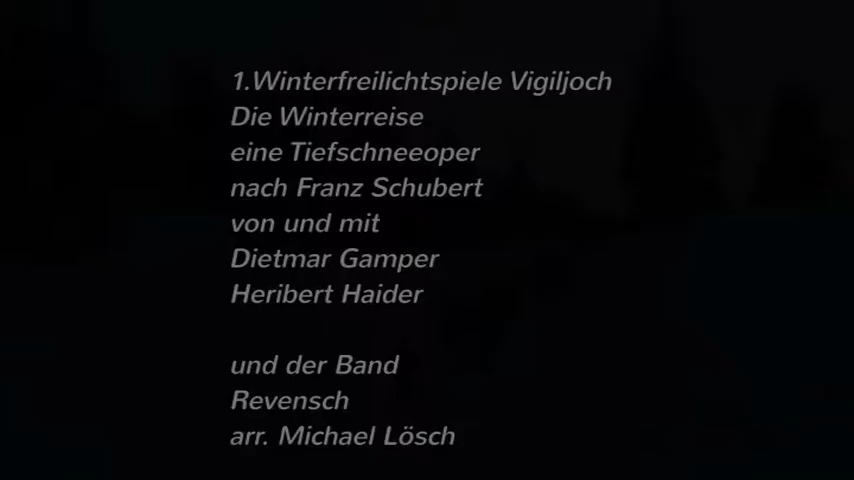 1.Winterfreilichtspiele Vigiljoch
Die Winterreise
eine Tiefschneeoper
nach Franz Schubert
von und mit
Dietmar Gamper
Heribert Haider
und der Band
Revensch
arr. Michael Lösch